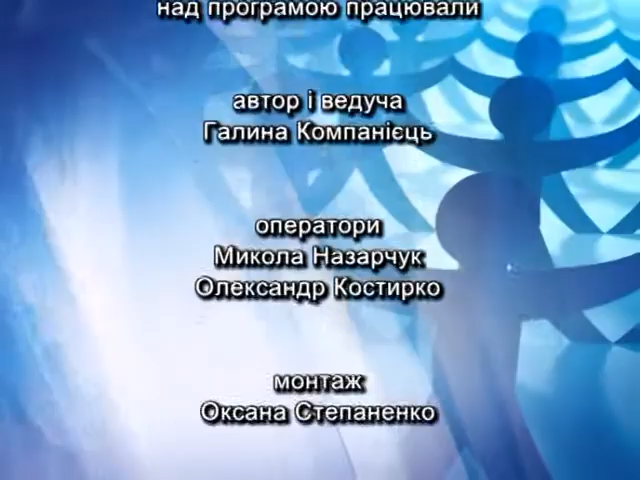 над програмою працювали
автор і ведуча
Галина Компанієць
оператори
Микола Назарчук
Олександр Костирко
монтаж
Оксана Степаненко